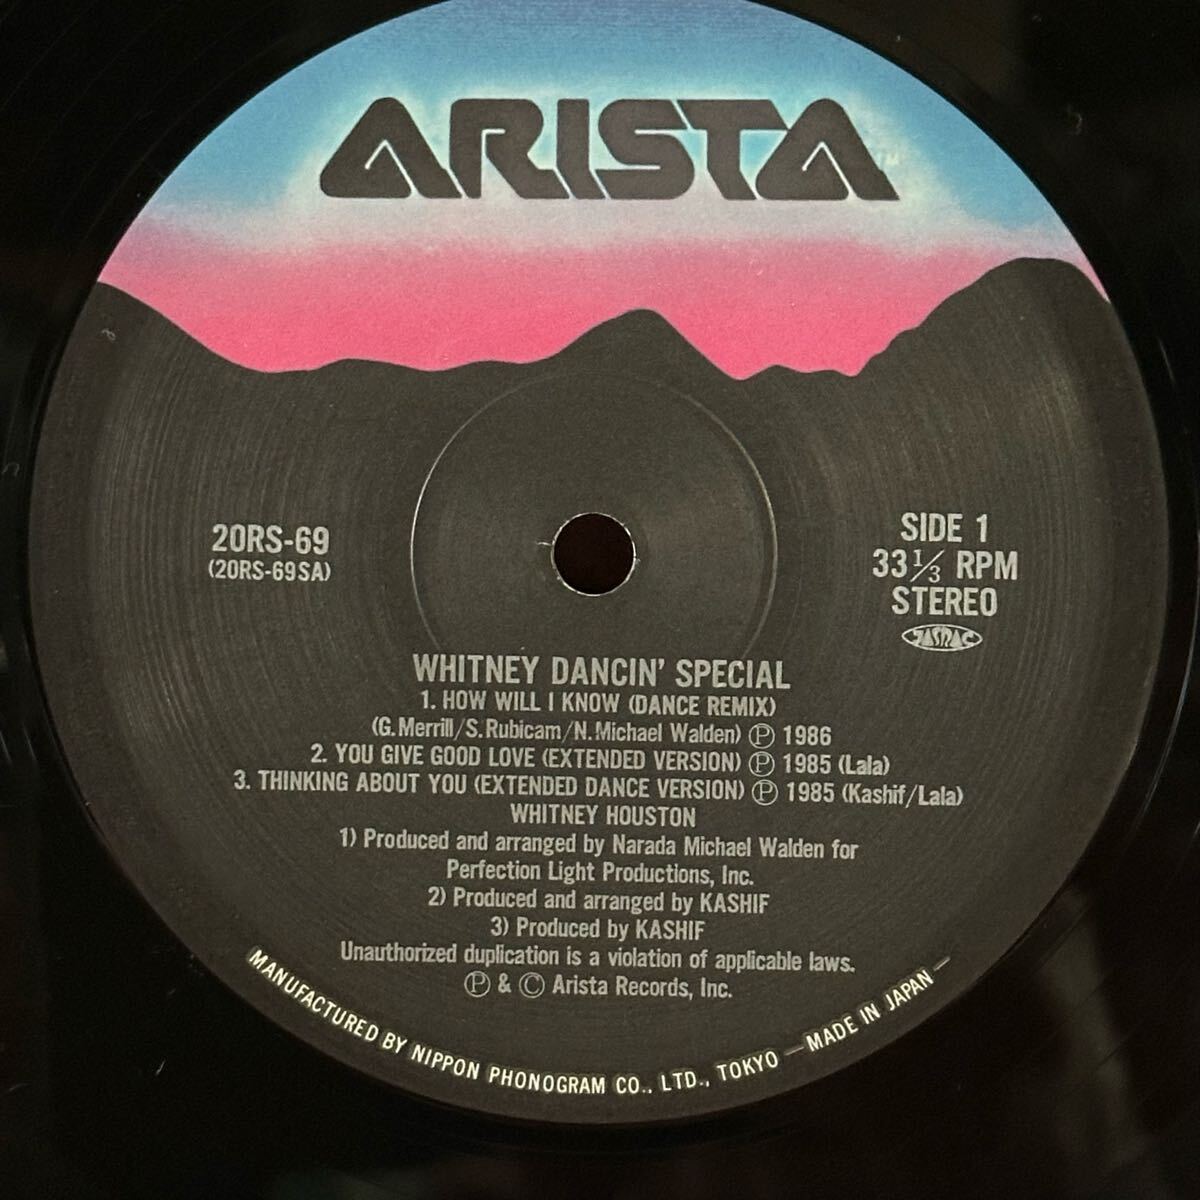 ARISTA
TM
20RS-69
(20RS-69SA)
SIDE 1
33 1/3 RPM
STEREO
JASRAC
WHITNEY DANCIN' SPECIAL
1. HOW WILL I KNOW (DANCE REMIX)
(G. Merrill/S. Rubicam/N. Michael Walden) Ⓟ 1986
2. YOU GIVE GOOD LOVE (EXTENDED VERSION) Ⓟ 1985 (Lala)
3. THINKING ABOUT YOU (EXTENDED DANCE VERSION) Ⓟ 1985 (Kashif/Lala)
WHITNEY HOUSTON
1) Produced and arranged by Narada Michael Walden for
Perfection Light Productions, Inc.
2) Produced and arranged by KASHIF
3) Produced by KASHIF
Unauthorized duplication is a violation of applicable laws.
Ⓟ & Ⓒ Arista Records, Inc.
MANUFACTURED BY NIPPON PHONOGRAM CO., LTD., TOKYO —MADE IN JAPAN—